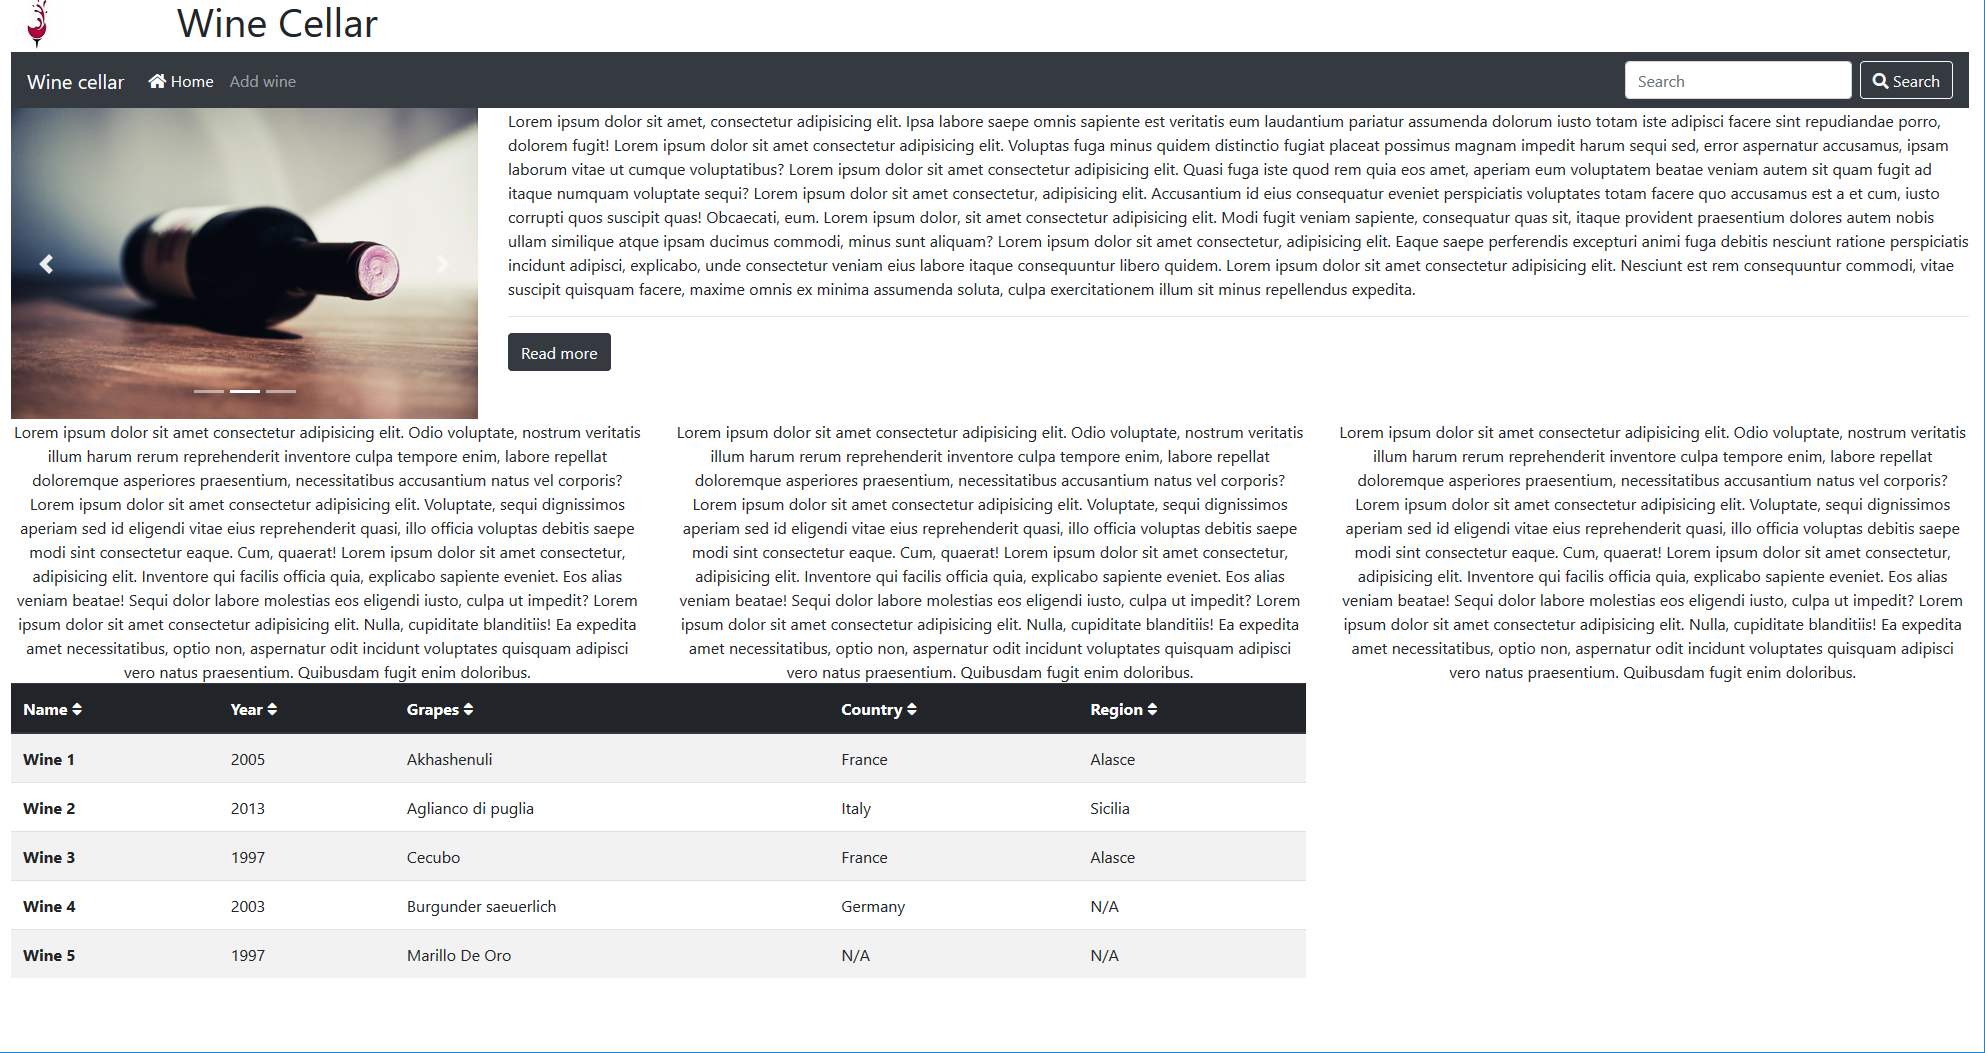 Wine Cellar
Wine cellar Home Add wine Search Search
Lorem ipsum dolor sit amet, consectetur adipisicing elit. Ipsa labore saepe omnis sapiente est veritatis eum laudantium pariatur assumenda dolorum iusto totam iste adipisci facere sint repudiandae porro,
dolorem fugit! Lorem ipsum dolor sit amet consectetur adipisicing elit. Voluptas fuga minus quidem distinctio fugiat placeat possimus magnam impedit harum sequi sed, error aspernatur accusamus, ipsam
laborum vitae ut cumque voluptatibus? Lorem ipsum dolor sit amet consectetur adipisicing elit. Quasi fuga iste quod rem quia eos amet, aperiam eum voluptatem beatae veniam autem sit quam fugit ad
itaque numquam voluptate sequi? Lorem ipsum dolor sit amet consectetur, adipisicing elit. Accusantium id eius consequatur eveniet perspiciatis voluptates totam facere quo accusamus est a et cum, iusto
corrupti quos suscipit quas! Obcaecati, eum. Lorem ipsum dolor, sit amet consectetur adipisicing elit. Modi fugit veniam sapiente, consequatur quas sit, itaque provident praesentium dolores autem nobis
ullam similique atque ipsam ducimus commodi, minus sunt aliquam? Lorem ipsum dolor sit amet consectetur, adipisicing elit. Eaque saepe perferendis excepturi animi fuga debitis nesciunt ratione perspiciatis
incidunt adipisci, explicabo, unde consectetur veniam eius labore itaque consequuntur libero quidem. Lorem ipsum dolor sit amet consectetur adipisicing elit. Nesciunt est rem consequuntur commodi, vitae
suscipit quisquam facere, maxime omnis ex minima assumenda soluta, culpa exercitationem illum sit minus repellendus expedita.
Read more
Lorem ipsum dolor sit amet consectetur adipisicing elit. Odio voluptate, nostrum veritatis
illum harum rerum reprehenderit inventore culpa tempore enim, labore repellat
doloremque asperiores praesentium, necessitatibus accusantium natus vel corporis?
Lorem ipsum dolor sit amet consectetur adipisicing elit. Voluptate, sequi dignissimos
aperiam sed id eligendi vitae eius reprehenderit quasi, illo officia voluptas debitis saepe
modi sint consectetur eaque. Cum, quaerat! Lorem ipsum dolor sit amet consectetur,
adipisicing elit. Inventore qui facilis officia quia, explicabo sapiente eveniet. Eos alias
veniam beatae! Sequi dolor labore molestias eos eligendi iusto, culpa ut impedit? Lorem
ipsum dolor sit amet consectetur adipisicing elit. Nulla, cupiditate blanditiis! Ea expedita
amet necessitatibus, optio non, aspernatur odit incidunt voluptates quisquam adipisci
vero natus praesentium. Quibusdam fugit enim doloribus.
Lorem ipsum dolor sit amet consectetur adipisicing elit. Odio voluptate, nostrum veritatis
illum harum rerum reprehenderit inventore culpa tempore enim, labore repellat
doloremque asperiores praesentium, necessitatibus accusantium natus vel corporis?
Lorem ipsum dolor sit amet consectetur adipisicing elit. Voluptate, sequi dignissimos
aperiam sed id eligendi vitae eius reprehenderit quasi, illo officia voluptas debitis saepe
modi sint consectetur eaque. Cum, quaerat! Lorem ipsum dolor sit amet consectetur,
adipisicing elit. Inventore qui facilis officia quia, explicabo sapiente eveniet. Eos alias
veniam beatae! Sequi dolor labore molestias eos eligendi iusto, culpa ut impedit? Lorem
ipsum dolor sit amet consectetur adipisicing elit. Nulla, cupiditate blanditiis! Ea expedita
amet necessitatibus, optio non, aspernatur odit incidunt voluptates quisquam adipisci
vero natus praesentium. Quibusdam fugit enim doloribus.
Lorem ipsum dolor sit amet consectetur adipisicing elit. Odio voluptate, nostrum veritatis
illum harum rerum reprehenderit inventore culpa tempore enim, labore repellat
doloremque asperiores praesentium, necessitatibus accusantium natus vel corporis?
Lorem ipsum dolor sit amet consectetur adipisicing elit. Voluptate, sequi dignissimos
aperiam sed id eligendi vitae eius reprehenderit quasi, illo officia voluptas debitis saepe
modi sint consectetur eaque. Cum, quaerat! Lorem ipsum dolor sit amet consectetur,
adipisicing elit. Inventore qui facilis officia quia, explicabo sapiente eveniet. Eos alias
veniam beatae! Sequi dolor labore molestias eos eligendi iusto, culpa ut impedit? Lorem
ipsum dolor sit amet consectetur adipisicing elit. Nulla, cupiditate blanditiis! Ea expedita
amet necessitatibus, optio non, aspernatur odit incidunt voluptates quisquam adipisci
vero natus praesentium. Quibusdam fugit enim doloribus.
Name Year Grapes Country Region
Wine 1 2005 Akhashenuli France Alasce
Wine 2 2013 Aglianco di puglia Italy Sicilia
Wine 3 1997 Cecubo France Alasce
Wine 4 2003 Burgunder saeuerlich Germany N/A
Wine 5 1997 Marillo De Oro N/A N/A